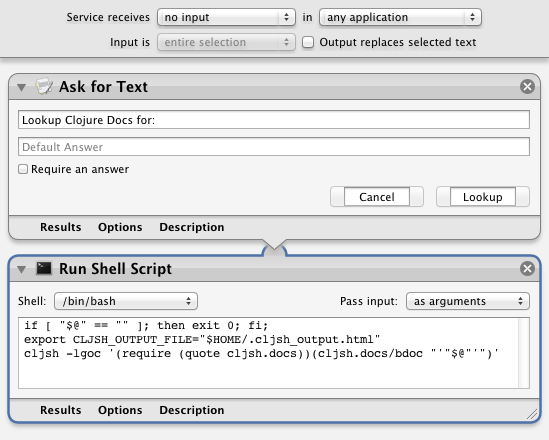 Service receives no input in any application
Input is entire selection Output replaces selected text
Ask for Text
Lookup Clojure Docs for:
Default Answer
Require an answer
Cancel Lookup
Results Options Description
Run Shell Script
Shell: /bin/bash Pass input: as arguments
if [ "$@" == "" ]; then exit 0; fi;
export CLJSH_OUTPUT_FILE="$HOME/.cljsh_output.html"
cljsh -lgoc '(require (quote cljsh.docs))(cljsh.docs/bdoc "'"$@"'")'
Results Options Description